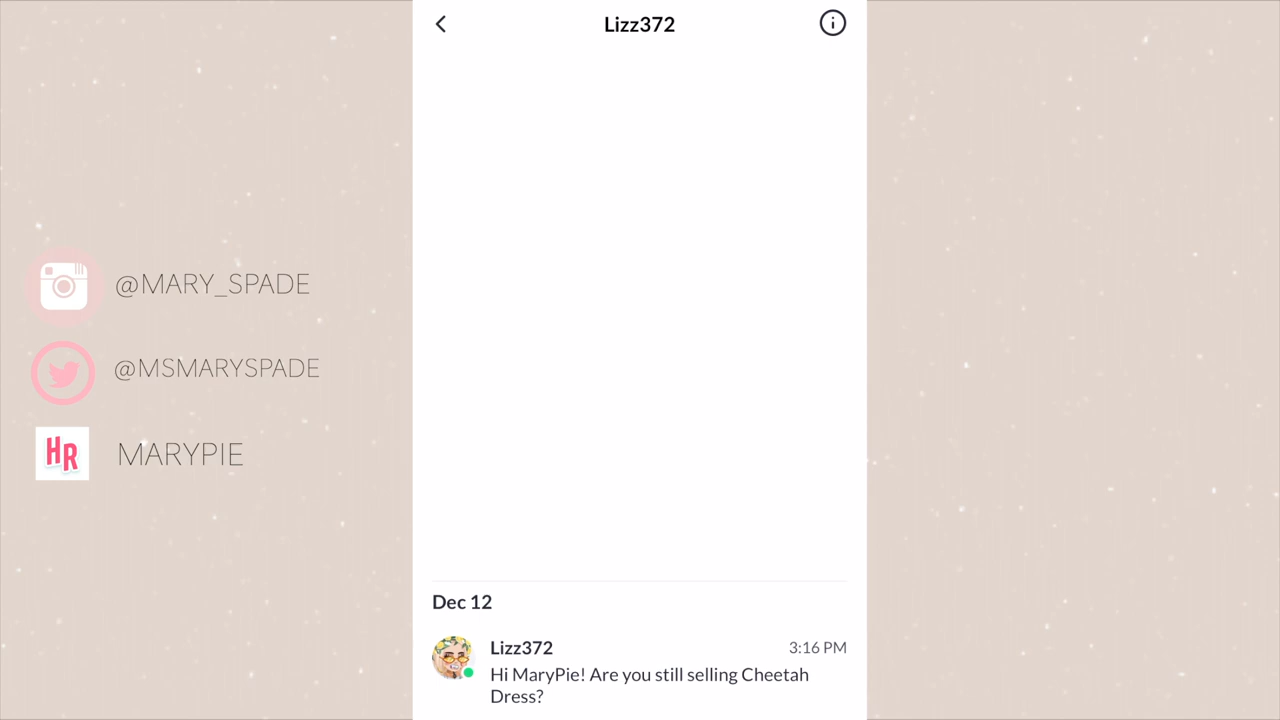 Lizz372
@MARY_SPADE
@MSMARYSPADE
HR MARYPIE
Dec 12
Lizz372 3:16 PM
Hi MaryPie! Are you still selling Cheetah
Dress?